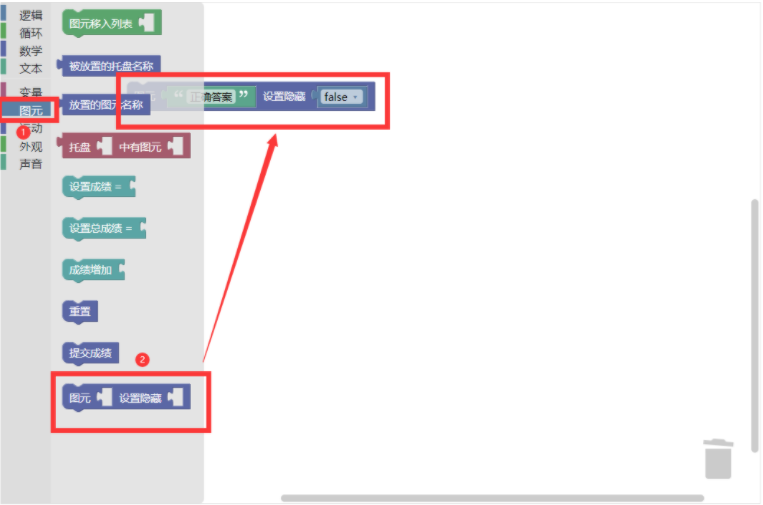 逻辑
循环
数学
文本
变量
图元
1
动
外观
声音
图元移入列表
被放置的托盘名称
放置的图元名称
“ 正确答案 ” 设置隐藏 false
托盘 中有图元
设置成绩 =
设置总成绩 =
成绩增加
重置
提交成绩
2
图元 设置隐藏